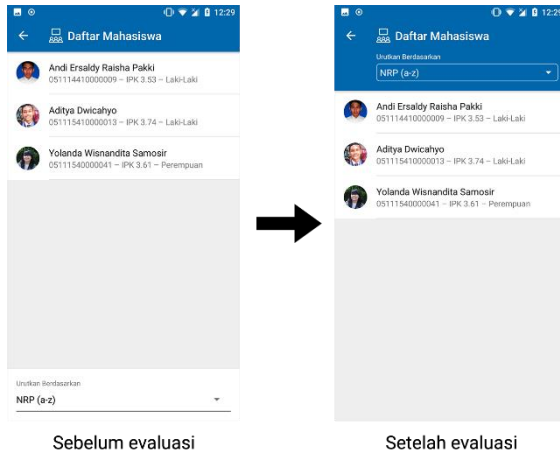 12:29
Daftar Mahasiswa
Andi Ersaldy Raisha Pakki
05111441000009 – IPK 3.53 – Laki-Laki
Aditya Dwicahyo
05111541000013 – IPK 3.74 – Laki-Laki
Yolanda Wisnandita Samosir
05111540000041 – IPK 3.61 – Perempuan
Urutkan Berdasarkan
NRP (a-z)
Sebelum evaluasi
12:29
Daftar Mahasiswa
Urutkan Berdasarkan
NRP (a-z)
Andi Ersaldy Raisha Pakki
05111441000009 – IPK 3.53 – Laki-Laki
Aditya Dwicahyo
05111541000013 – IPK 3.74 – Laki-Laki
Yolanda Wisnandita Samosir
05111540000041 – IPK 3.61 – Perempuan
Setelah evaluasi